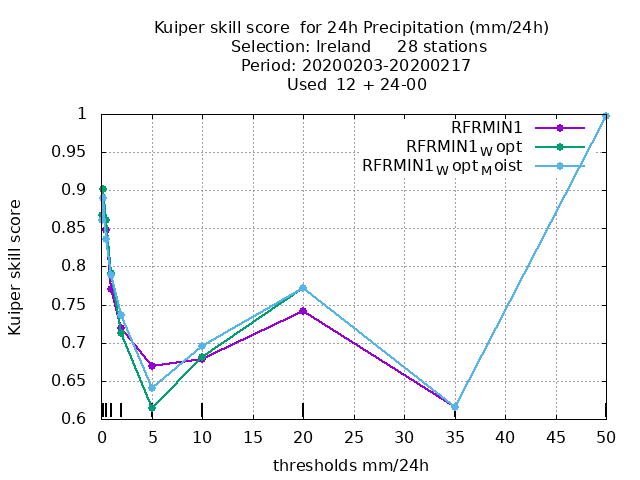 Kuiper skill score  for 24h Precipitation (mm/24h)
Selection: Ireland     28 stations
Period: 20200203-20200217
Used  12 + 24-00
RFRMIN1
RFRMIN1Wopt
RFRMIN1WoptMoist
1
0.95
0.9
0.85
0.8
0.75
0.7
0.65
0.6
Kuiper skill score
0 5 10 15 20 25 30 35 40 45 50
thresholds mm/24h